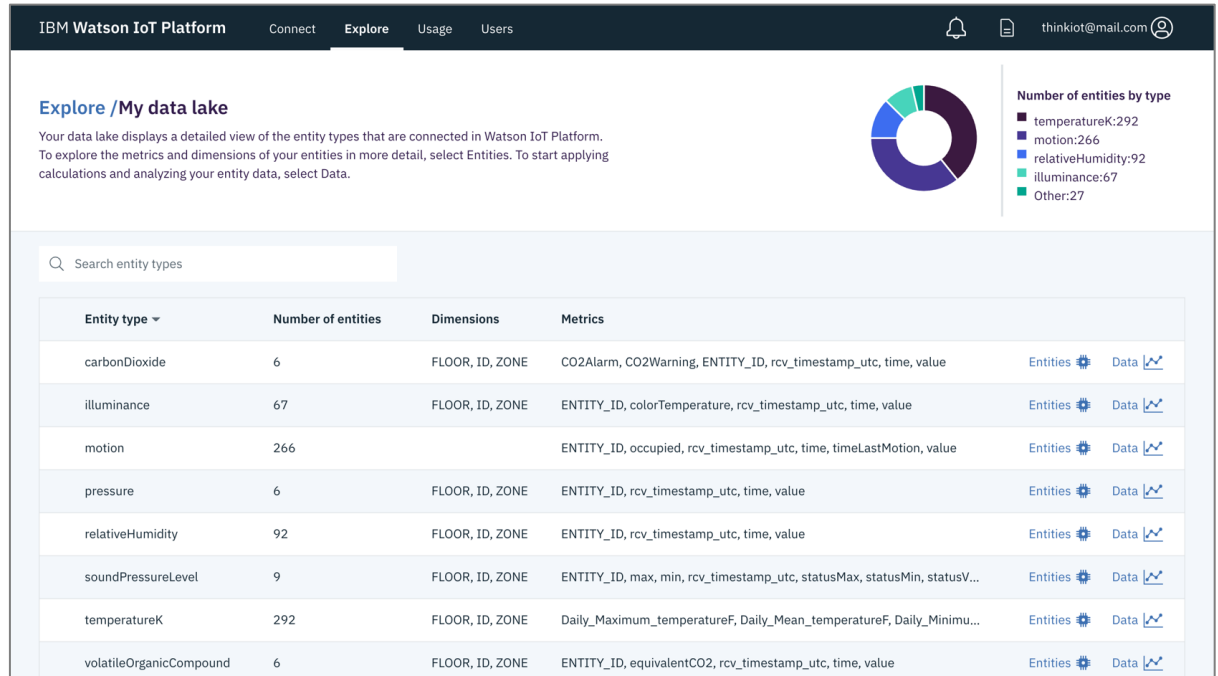 IBM Watson IoT Platform Connect Explore Usage Users thinkiot@mail.com
Explore /My data lake
Your data lake displays a detailed view of the entity types that are connected in Watson IoT Platform.
To explore the metrics and dimensions of your entities in more detail, select Entities. To start applying
calculations and analyzing your entity data, select Data.
Number of entities by type
temperatureK:292
motion:266
relativeHumidity:92
illuminance:67
Other:27
Search entity types
Entity type Number of entities Dimensions Metrics
carbonDioxide 6 FLOOR, ID, ZONE CO2Alarm, CO2Warning, ENTITY_ID, rcv_timestamp_utc, time, value Entities Data
illuminance 67 FLOOR, ID, ZONE ENTITY_ID, colorTemperature, rcv_timestamp_utc, time, value Entities Data
motion 266 ENTITY_ID, occupied, rcv_timestamp_utc, time, timeLastMotion, value Entities Data
pressure 6 FLOOR, ID, ZONE ENTITY_ID, rcv_timestamp_utc, time, value Entities Data
relativeHumidity 92 FLOOR, ID, ZONE ENTITY_ID, rcv_timestamp_utc, time, value Entities Data
soundPressureLevel 9 FLOOR, ID, ZONE ENTITY_ID, max, min, rcv_timestamp_utc, statusMax, statusMin, statusV... Entities Data
temperatureK 292 FLOOR, ID, ZONE Daily_Maximum_temperatureF, Daily_Mean_temperatureF, Daily_Minimu... Entities Data
volatileOrganicCompound 6 FLOOR, ID, ZONE ENTITY_ID, equivalentCO2, rcv_timestamp_utc, time, value Entities Data